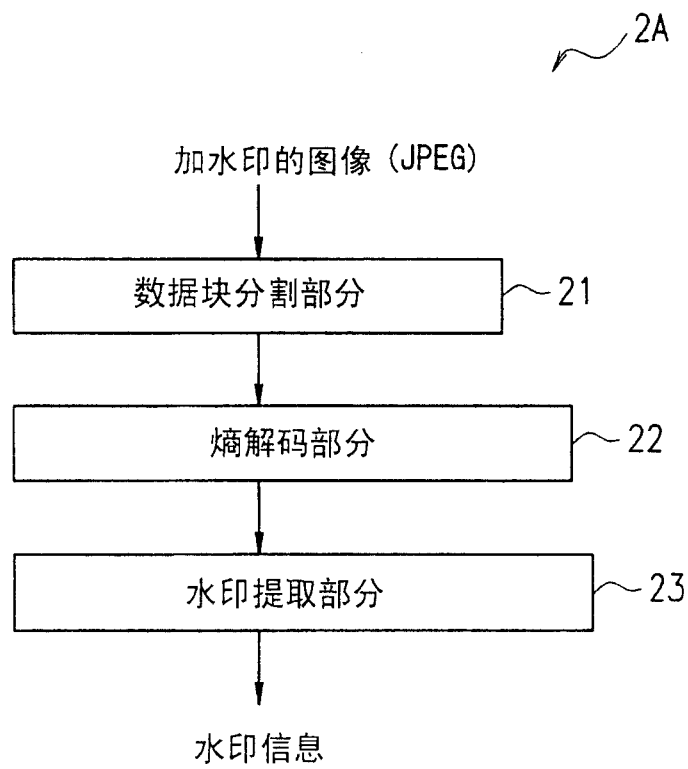 2A
加水印的图像 (JPEG)
数据块分割部分
21
熵解码部分
22
水印提取部分
23
水印信息